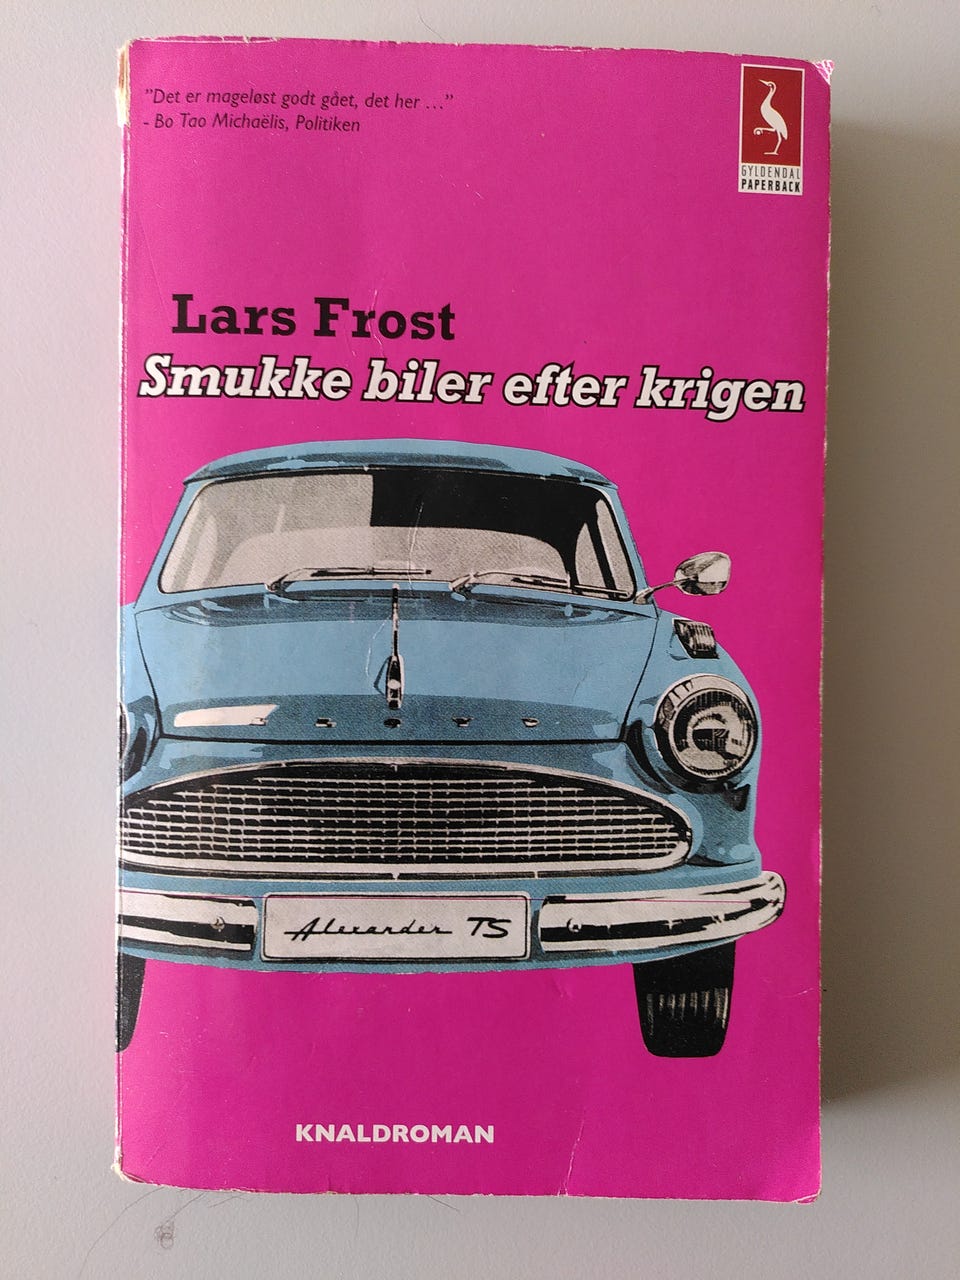 ”Det er mageløst godt gået, det her ...”
- Bo Tao Michaëlis, Politiken
GYLDENDAL
PAPERBACK
Lars Frost
Smukke biler efter krigen
Alexander TS
KNALDROMAN